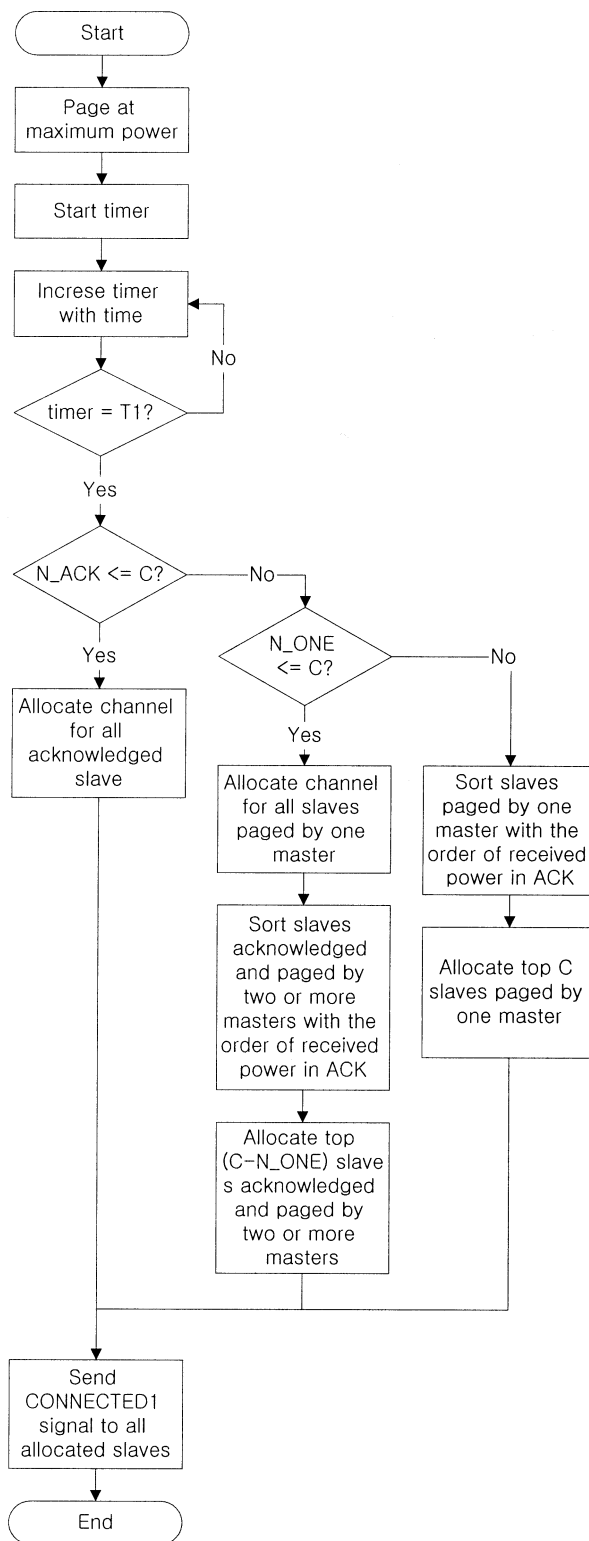 Start
Page at
maximum power
Start timer
Increse timer
with time
No
timer = T1?
Yes
N_ACK <= C?
No
Yes
Allocate channel
for all
acknowledged
slave
N_ONE
<= C?
No
Yes
Allocate channel
for all slaves
paged by one
master
Sort slaves
acknowledged
and paged by
two or more
masters with the
order of received
power in ACK
Allocate top
(C-N_ONE) slave
s acknowledged
and paged by
two or more
masters
Sort slaves
paged by one
master with the
order of received
power in ACK
Allocate top C
slaves paged by
one master
Send
CONNECTED1
signal to all
allocated slaves
End